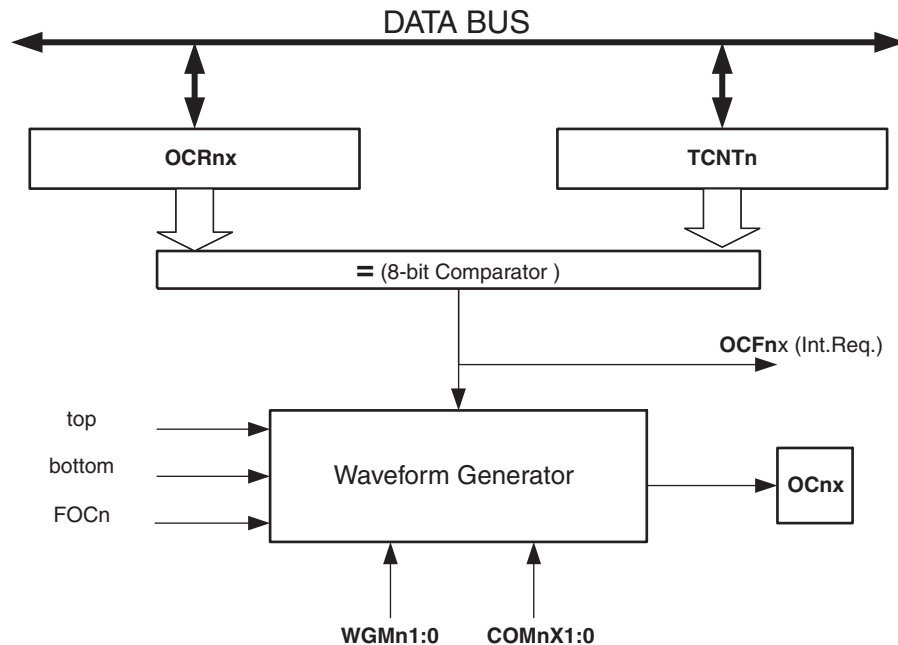 DATA BUS
OCRnx
TCNTn
= (8-bit Comparator )
OCFnx (Int.Req.)
top
bottom
FOCn
Waveform Generator
OCnx
WGMn1:0
COMnX1:0